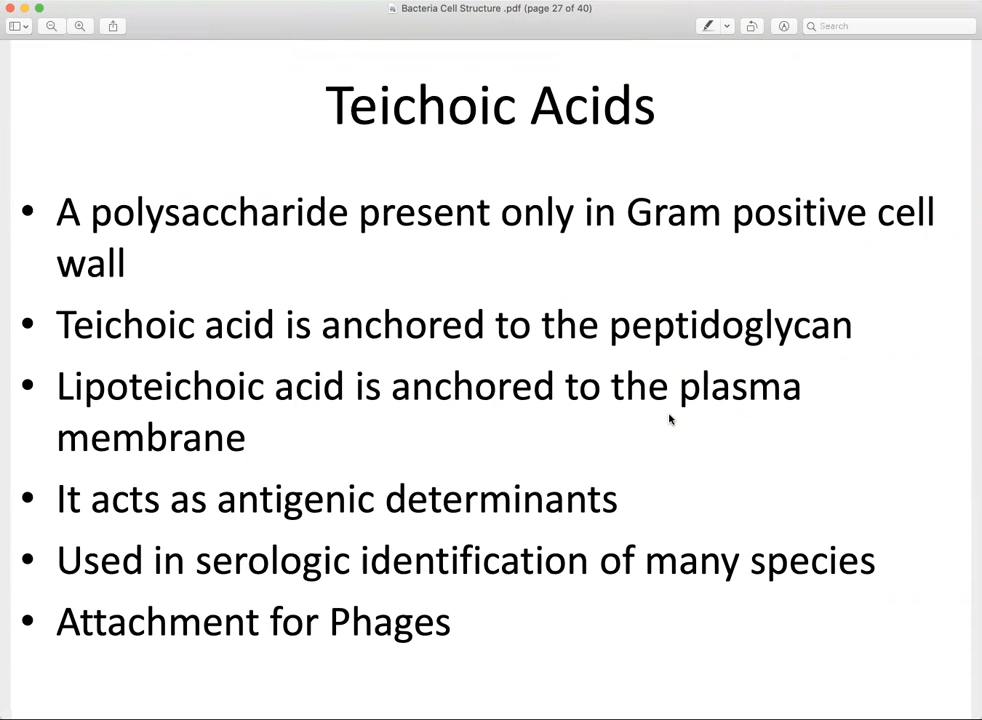 Bacteria Cell Structure .pdf (page 27 of 40)
Search
Teichoic Acids
• A polysaccharide present only in Gram positive cell
wall
• Teichoic acid is anchored to the peptidoglycan
• Lipoteichoic acid is anchored to the plasma
membrane
• It acts as antigenic determinants
• Used in serologic identification of many species
• Attachment for Phages